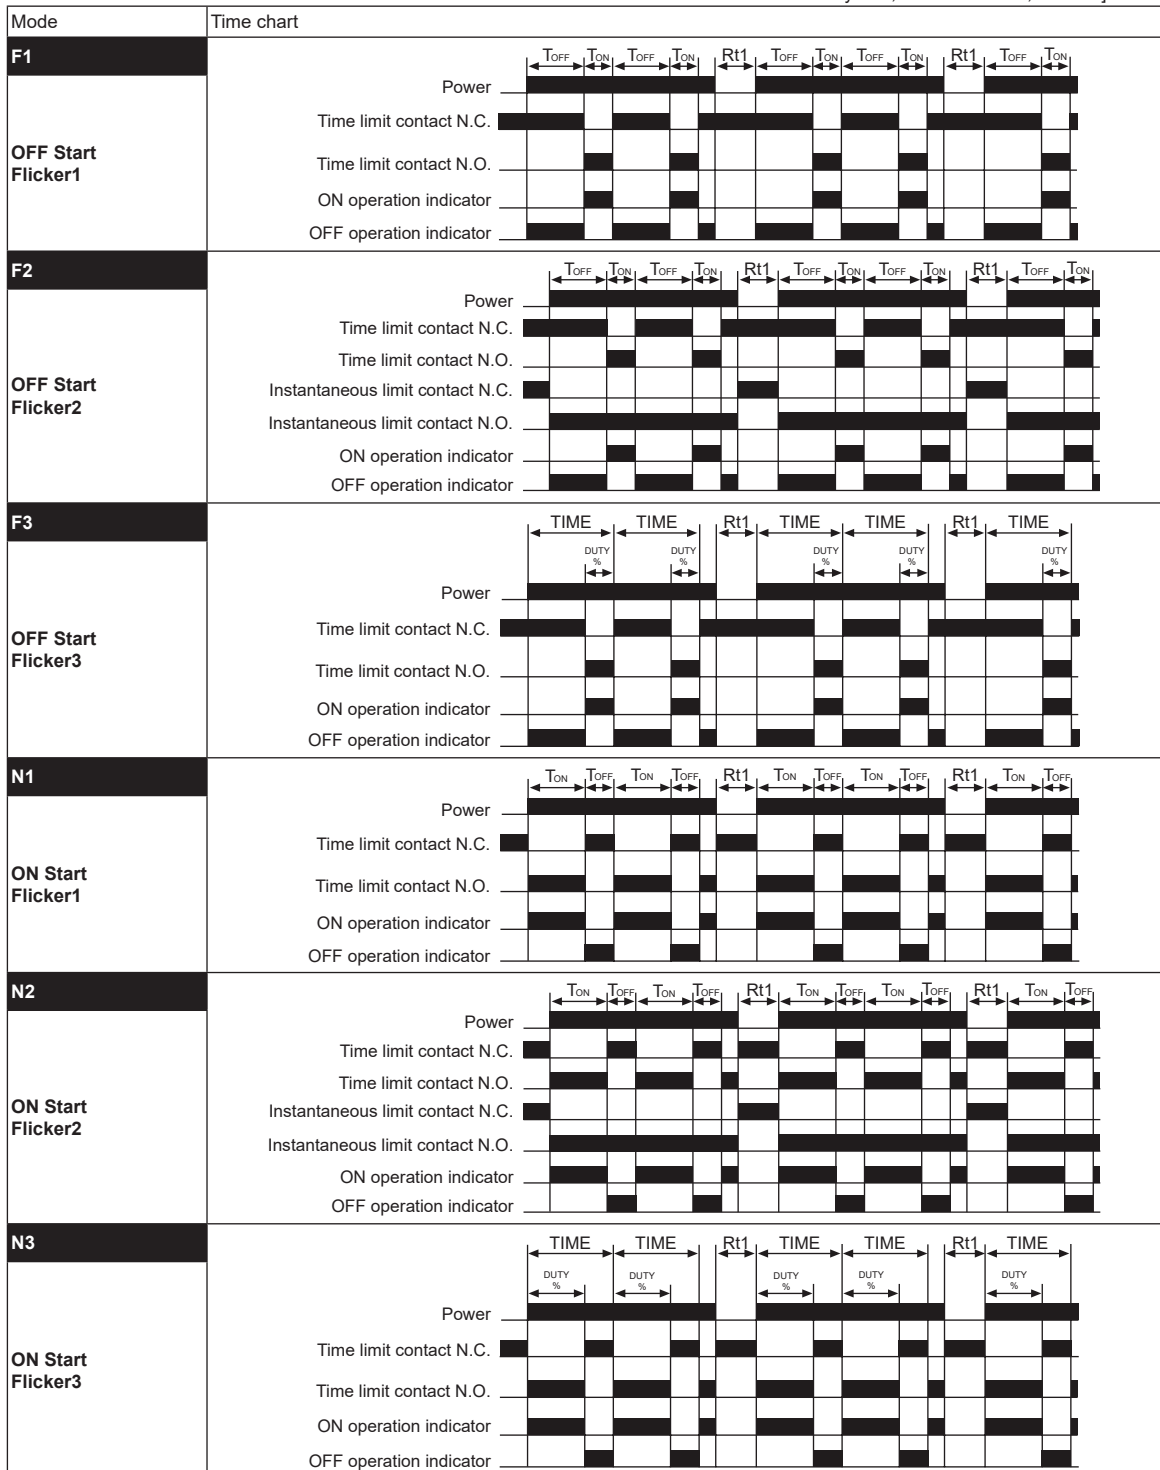 Mode Time chart
F1
TOFF TON TOFF TON Rt1 TOFF TON TOFF TON Rt1 TOFF TON
Power
Time limit contact N.C.
OFF Start
Flicker1
Time limit contact N.O.
ON operation indicator
OFF operation indicator
F2
TOFF TON TOFF TON Rt1 TOFF TON TOFF TON Rt1 TOFF TON
Power
Time limit contact N.C.
Time limit contact N.O.
OFF Start
Flicker2
Instantaneous limit contact N.C.
Instantaneous limit contact N.O.
ON operation indicator
OFF operation indicator
F3
TIME TIME Rt1 TIME TIME Rt1 TIME
DUTY DUTY DUTY DUTY DUTY
% % % % %
Power
Time limit contact N.C.
OFF Start
Flicker3
Time limit contact N.O.
ON operation indicator
OFF operation indicator
N1
TON TOFF TON TOFF Rt1 TON TOFF TON TOFF Rt1 TON TOFF
Power
Time limit contact N.C.
ON Start
Flicker1
Time limit contact N.O.
ON operation indicator
OFF operation indicator
N2
TON TOFF TON TOFF Rt1 TON TOFF TON TOFF Rt1 TON TOFF
Power
Time limit contact N.C.
Time limit contact N.O.
ON Start
Flicker2
Instantaneous limit contact N.C.
Instantaneous limit contact N.O.
ON operation indicator
OFF operation indicator
N3
TIME TIME Rt1 TIME TIME Rt1 TIME
DUTY DUTY DUTY DUTY DUTY
% % % % %
Power
Time limit contact N.C.
ON Start
Flicker3
Time limit contact N.O.
ON operation indicator
OFF operation indicator